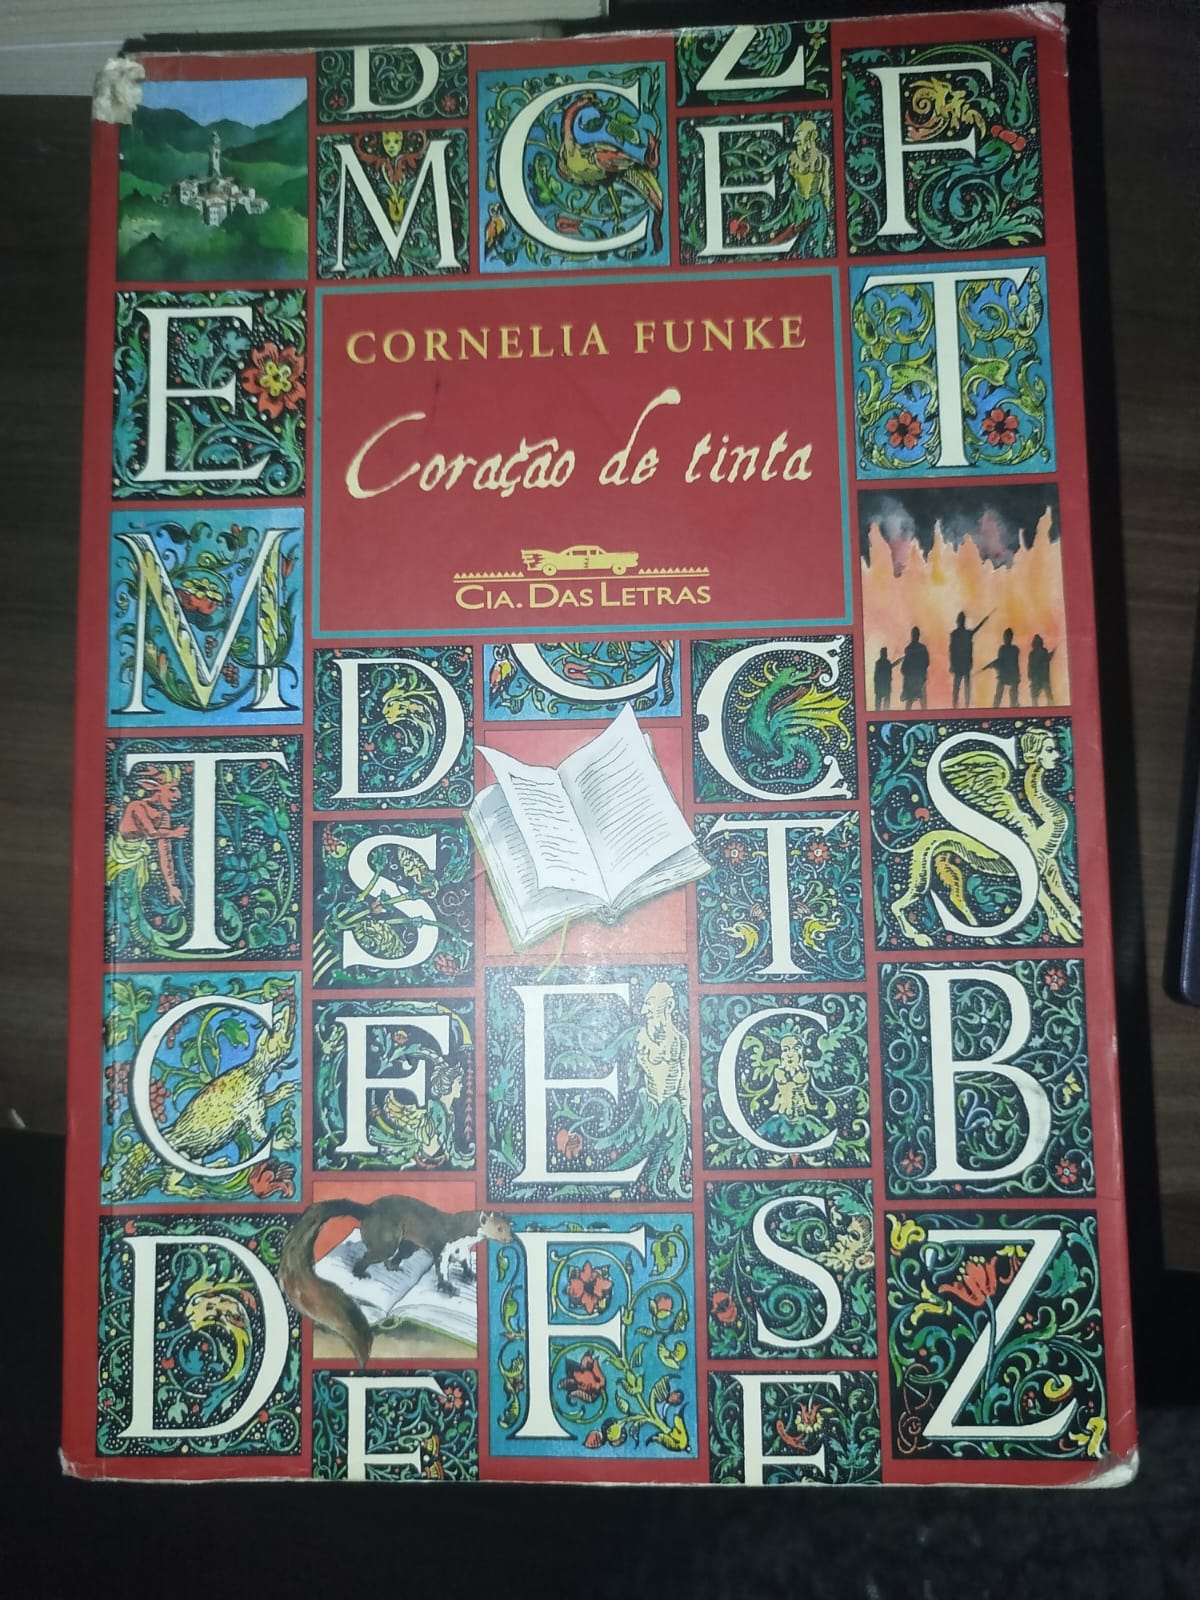 D Z
M C E F
CORNELIA FUNKE
Coração de tinta
CIA. DAS LETRAS
E T
M
D C C
T S
S T
C F E C B
D F S Z
E E